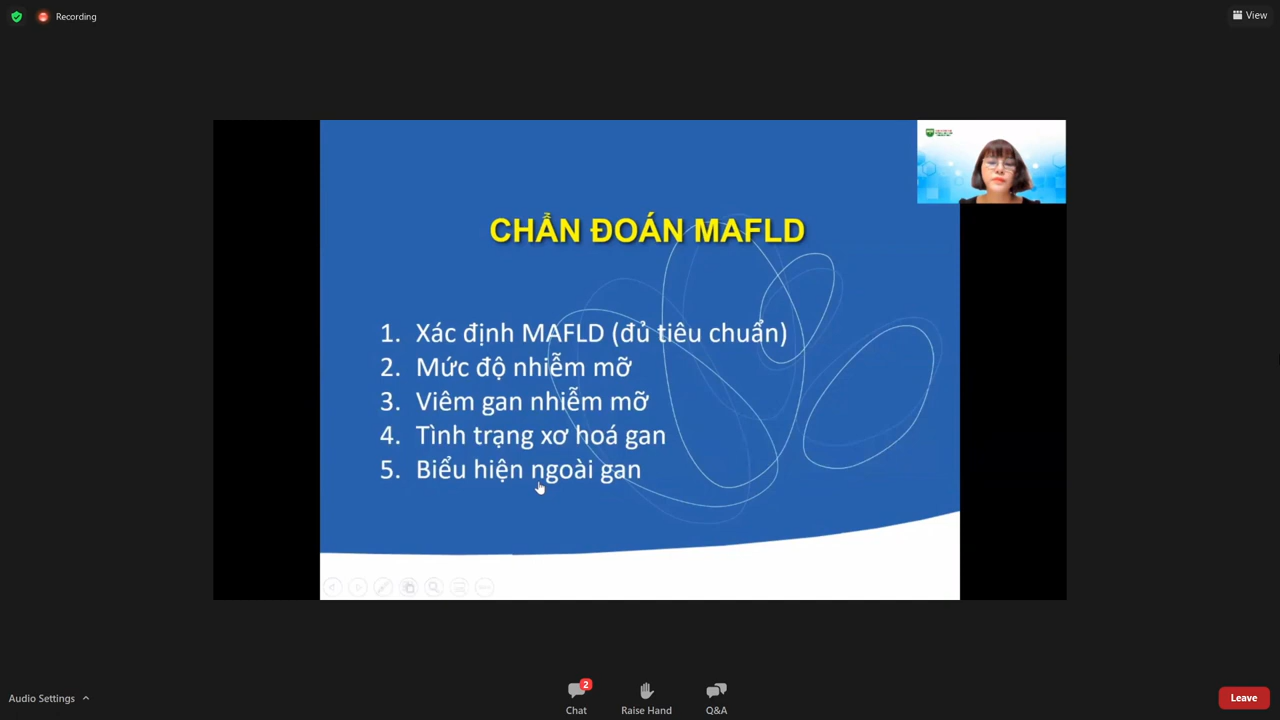 Recording
View
CHẨN ĐOÁN MAFLD
1. Xác định MAFLD (đủ tiêu chuẩn)
2. Mức độ nhiễm mỡ
3. Viêm gan nhiễm mỡ
4. Tình trạng xơ hoá gan
5. Biểu hiện ngoài gan
Audio Settings
2
Chat
Raise Hand
Q&A
Leave